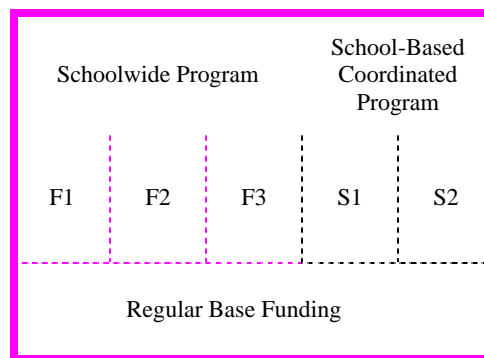 School-Based
Coordinated
Program
Schoolwide Program
F1 F2 F3 S1 S2
Regular Base Funding